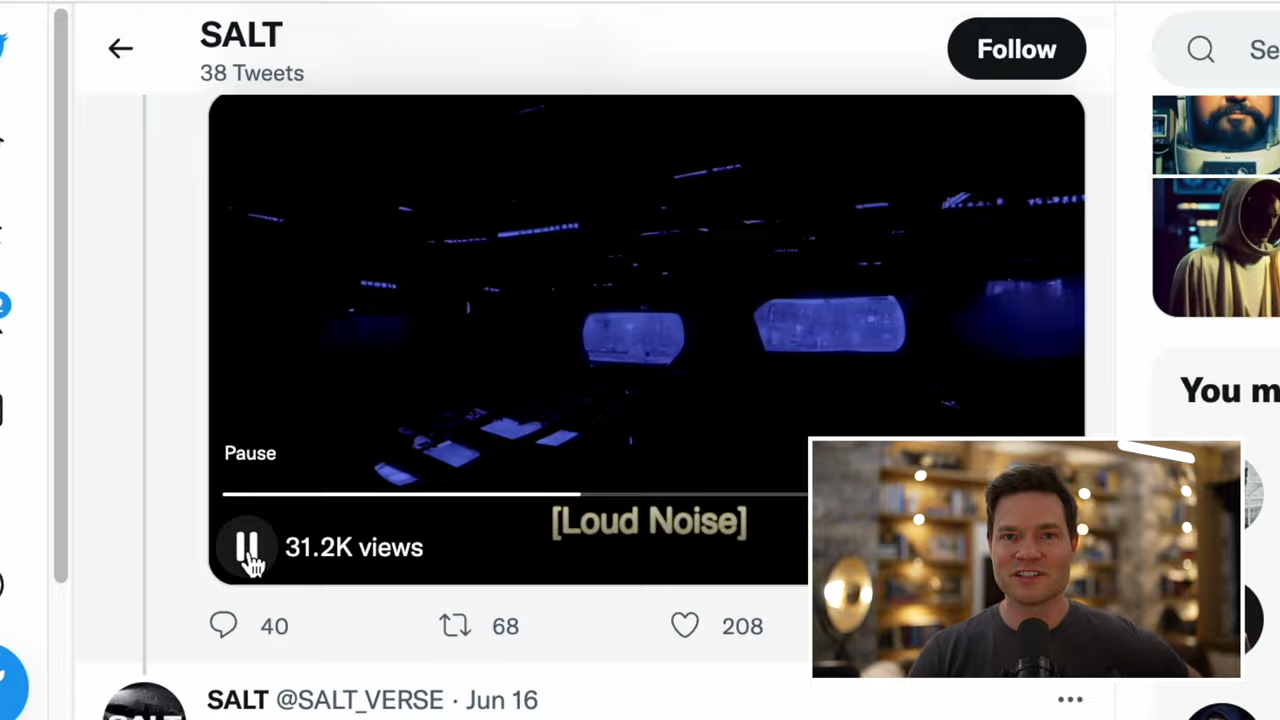 SALT
38 Tweets
Follow
Se
Pause
[Loud Noise]
31.2K views
You m
40
68
208
SALT @SALT_VERSE · Jun 16